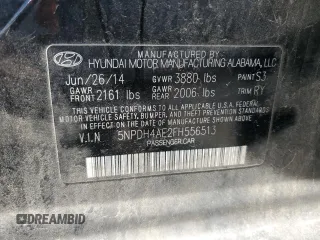 MANUFACTURED BY
HYUNDAI MOTOR MANUFACTURING ALABAMA, LLC
Jun/26/14 GVWR 3880 lbs PAINT S3
GAWR FRONT 2161 lbs GAWR REAR 2006 lbs TRIM RY
THIS VEHICLE CONFORMS TO ALL APPLICABLE U.S. FEDERAL MOTOR VEHICLE
SAFETY, BUMPER, AND THEFT PREVENTION STANDARDS
IN EFFECT ON THE DATE OF MANUFACTURE SHOWN ABOVE.
V.I.N 5NPDH4AE2FH556513
PASSENGER CAR
© STATVIN.COM